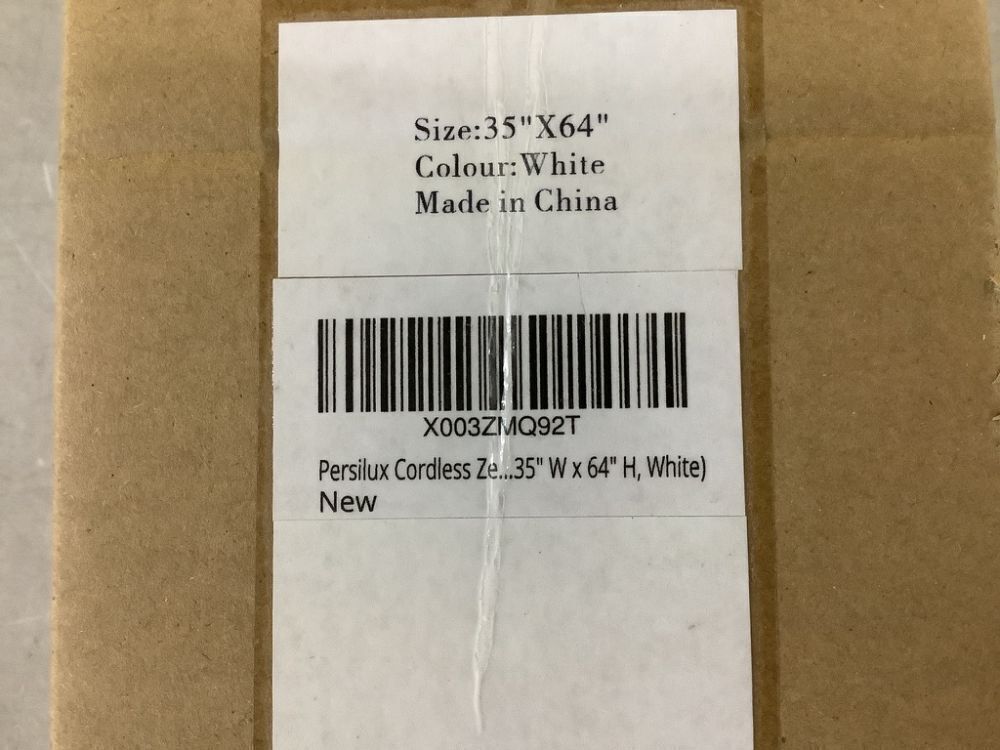 Size:35"X64"
Colour:White
Made in China
X003ZMQ92T
Persilux Cordless Ze...35" W x 64" H, White)
New